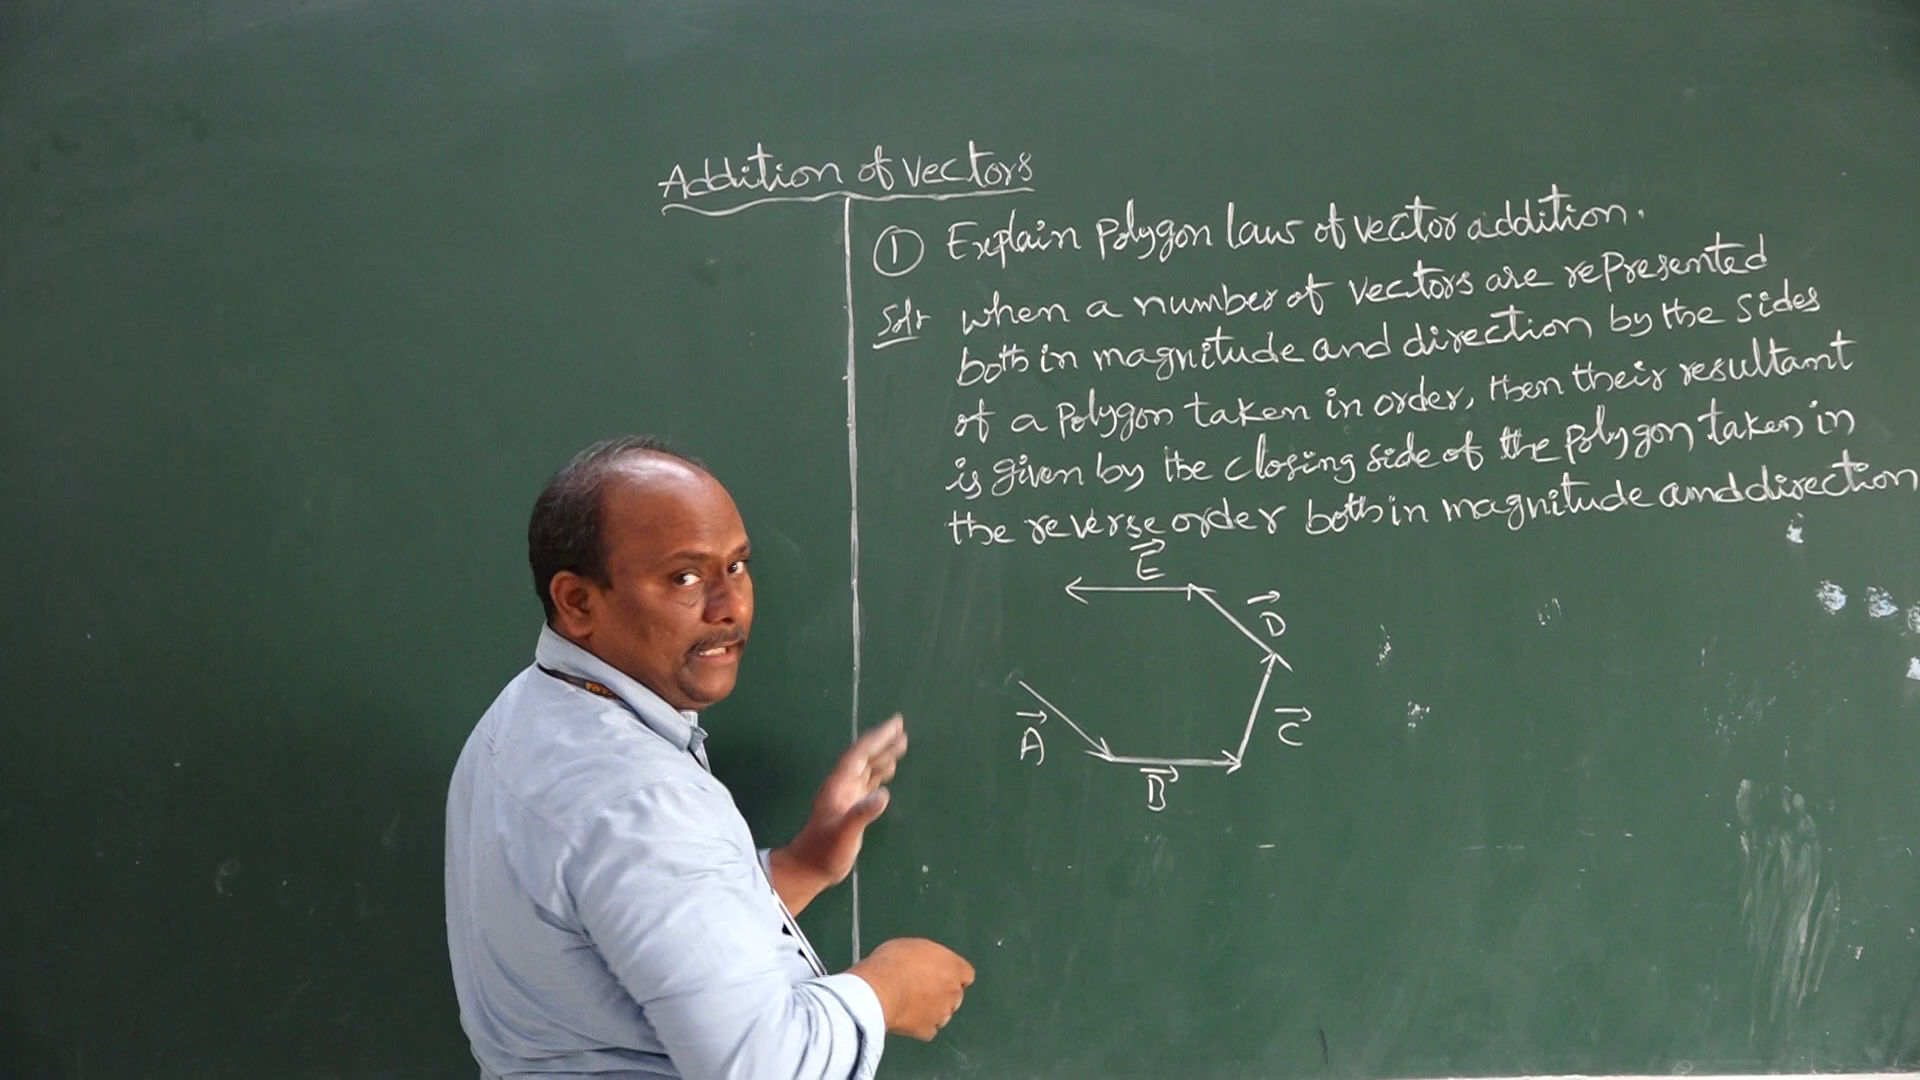 Addition of Vectors
① Explain Polygon law of vector addition.
Sol: when a number of vectors are represented
both in magnitude and direction by the sides
of a Polygon taken in order, then their resultant
is given by the closing side of the polygon taken in
the reverse order both in magnitude and direction
E
D
A
C
B